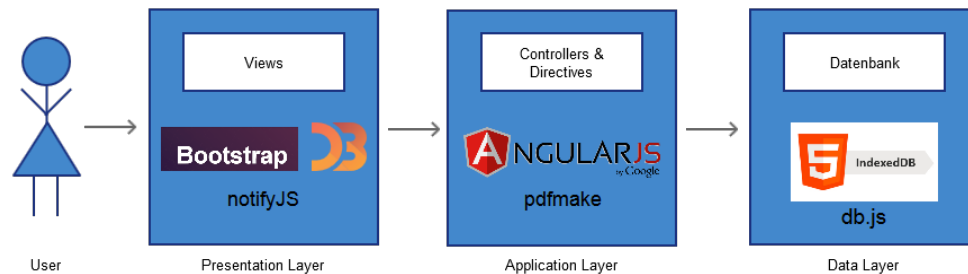 Views
Controllers &
Directives
Datenbank
Bootstrap
ANGULARJS
by Google
5
IndexedDB
notifyJS
pdfmake
db.js
User
Presentation Layer
Application Layer
Data Layer